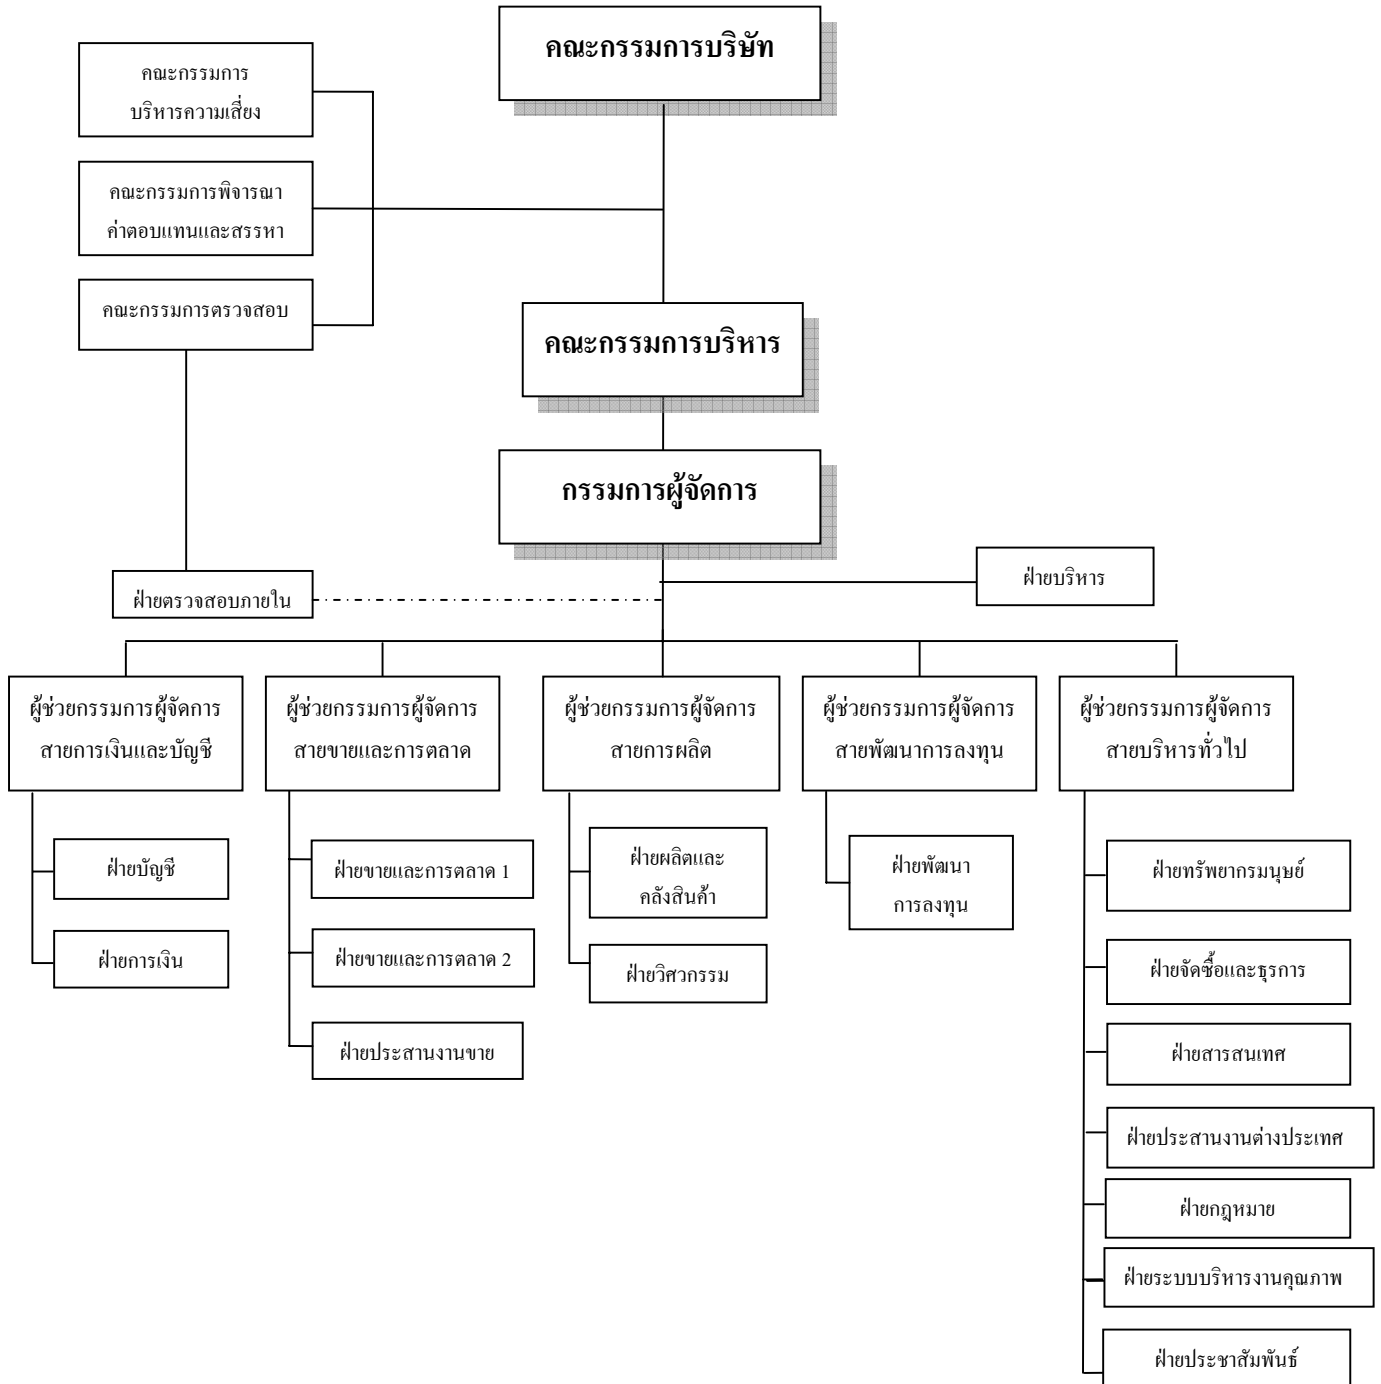 คณะกรรมการบริษัท
คณะกรรมการ
บริหารความเสี่ยง
คณะกรรมการพิจารณา
ค่าตอบแทนและสรรหา
คณะกรรมการตรวจสอบ
คณะกรรมการบริหาร
กรรมการผู้จัดการ
ฝ่ายบริหาร
ฝ่ายตรวจสอบภายใน
ผู้ช่วยกรรมการผู้จัดการ
สายการเงินและบัญชี
ผู้ช่วยกรรมการผู้จัดการ
สายขายและการตลาด
ผู้ช่วยกรรมการผู้จัดการ
สายการผลิต
ผู้ช่วยกรรมการผู้จัดการ
สายพัฒนาการลงทุน
ผู้ช่วยกรรมการผู้จัดการ
สายบริหารทั่วไป
ฝ่ายบัญชี
ฝ่ายการเงิน
ฝ่ายขายและการตลาด 1
ฝ่ายขายและการตลาด 2
ฝ่ายประสานงานขาย
ฝ่ายผลิตและ
คลังสินค้า
ฝ่ายวิศวกรรม
ฝ่ายพัฒนา
การลงทุน
ฝ่ายทรัพยากรมนุษย์
ฝ่ายจัดซื้อและธุรการ
ฝ่ายสารสนเทศ
ฝ่ายประสานงานต่างประเทศ
ฝ่ายกฎหมาย
ฝ่ายระบบบริหารงานคุณภาพ
ฝ่ายประชาสัมพันธ์